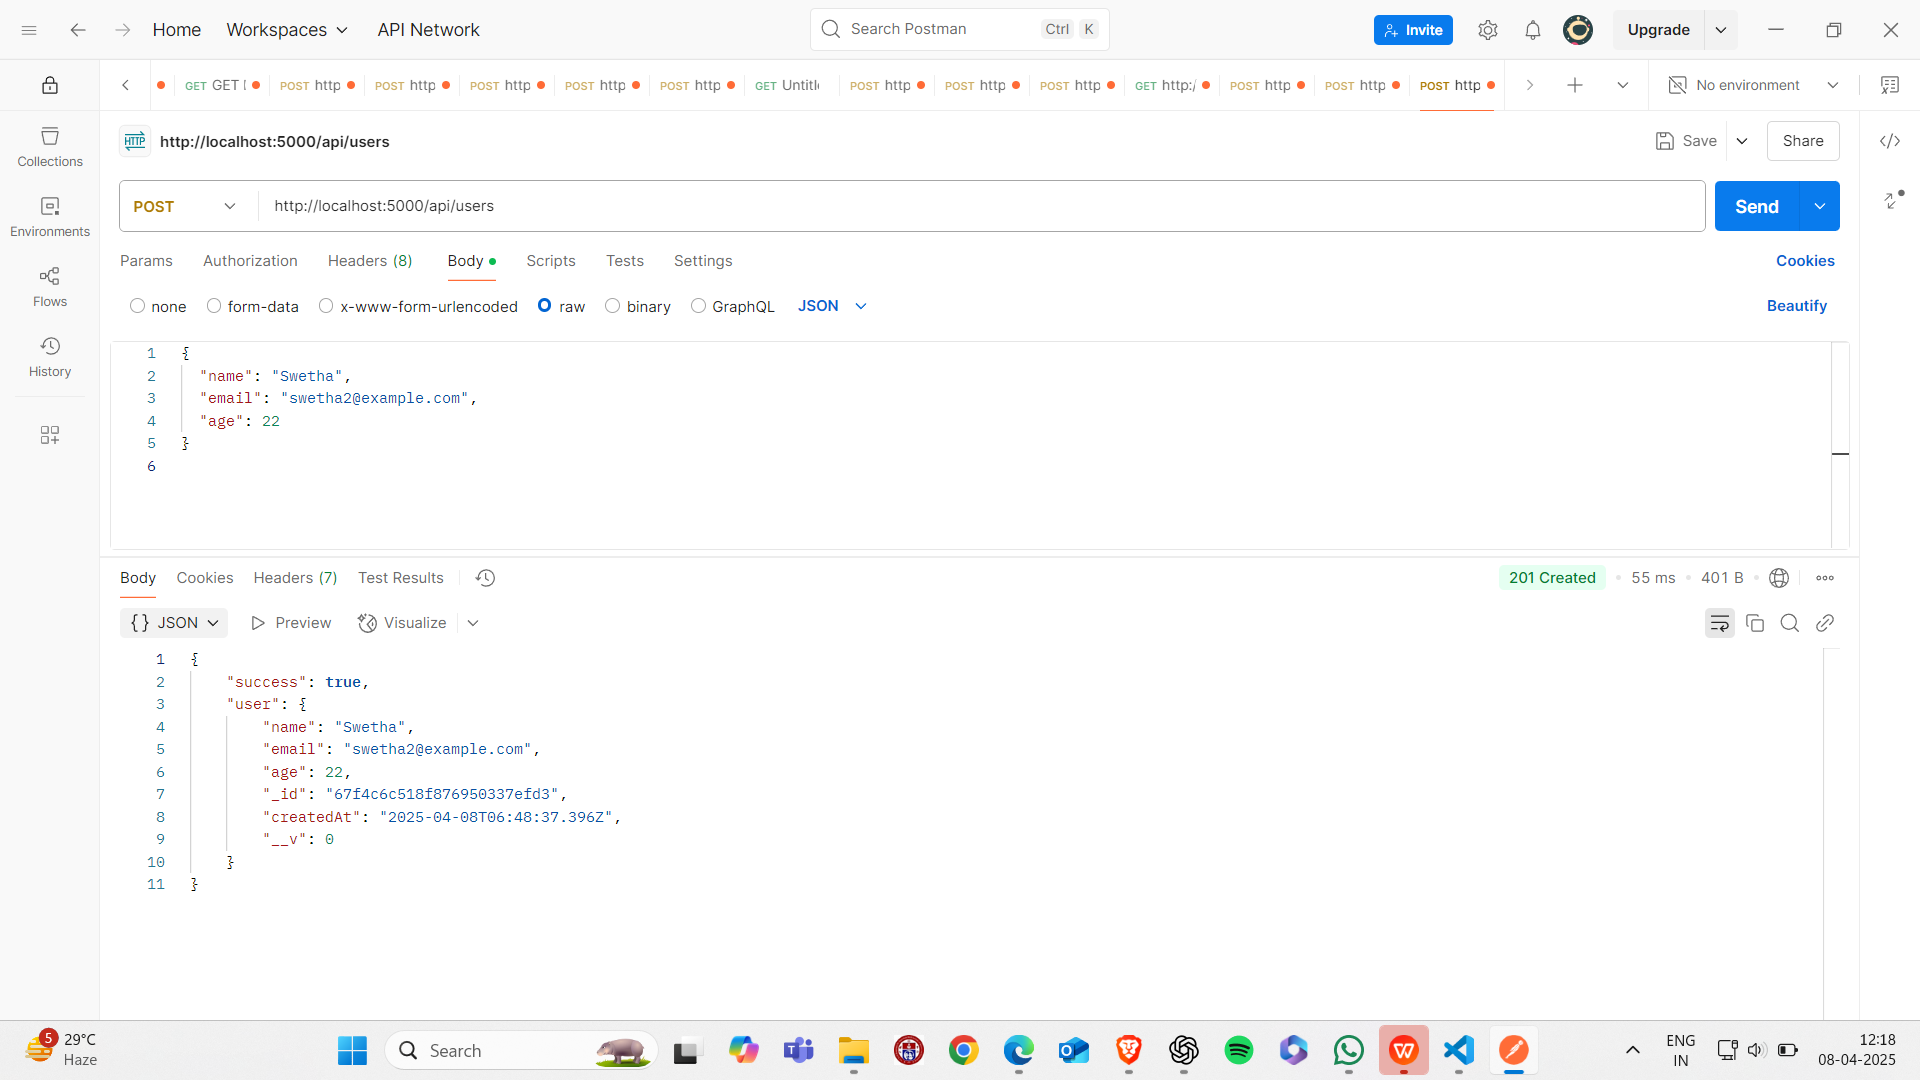 Home Workspaces API Network Search Postman Ctrl K Invite Upgrade
GET GET POST http POST http POST http POST http POST http GET Untitle POST http POST http POST http GET http:/ POST http POST http POST http No environment
HTTP http://localhost:5000/api/users Save Share
POST http://localhost:5000/api/users Send
Params Authorization Headers (8) Body Scripts Tests Settings Cookies
none form-data x-www-form-urlencoded raw binary GraphQL JSON Beautify
Collections
Environments
Flows
History
1 {
2 "name": "Swetha",
3 "email": "swetha2@example.com",
4 "age": 22
5 }
6
Body Cookies Headers (7) Test Results 201 Created 55 ms 401 B
{} JSON Preview Visualize
1 {
2 "success": true,
3 "user": {
4 "name": "Swetha",
5 "email": "swetha2@example.com",
6 "age": 22,
7 "_id": "67f4c6c518f876950337efd3",
8 "createdAt": "2025-04-08T06:48:37.396Z",
9 "__v": 0
10 }
11 }
5 29°C
Haze
Search
ENG
IN
12:18
08-04-2025